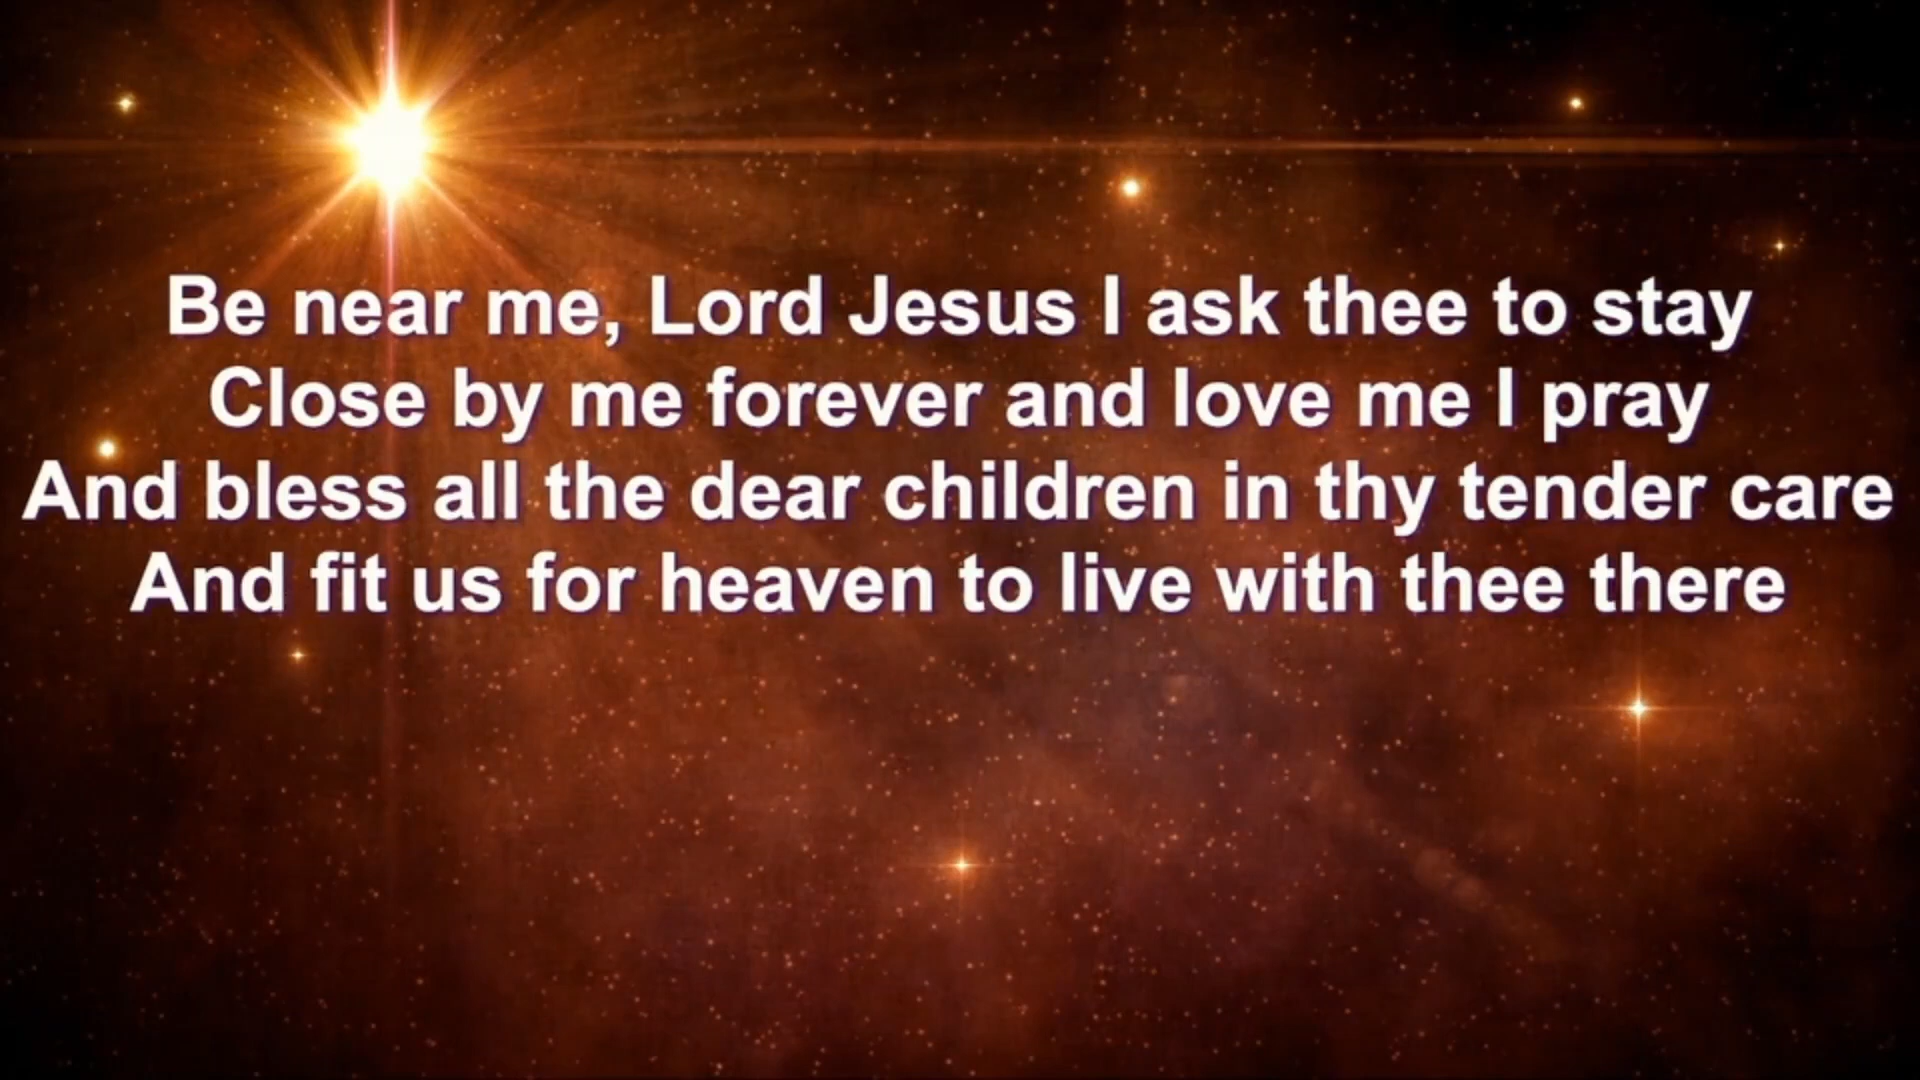 Be near me, Lord Jesus I ask thee to stay
Close by me forever and love me I pray
And bless all the dear children in thy tender care
And fit us for heaven to live with thee there